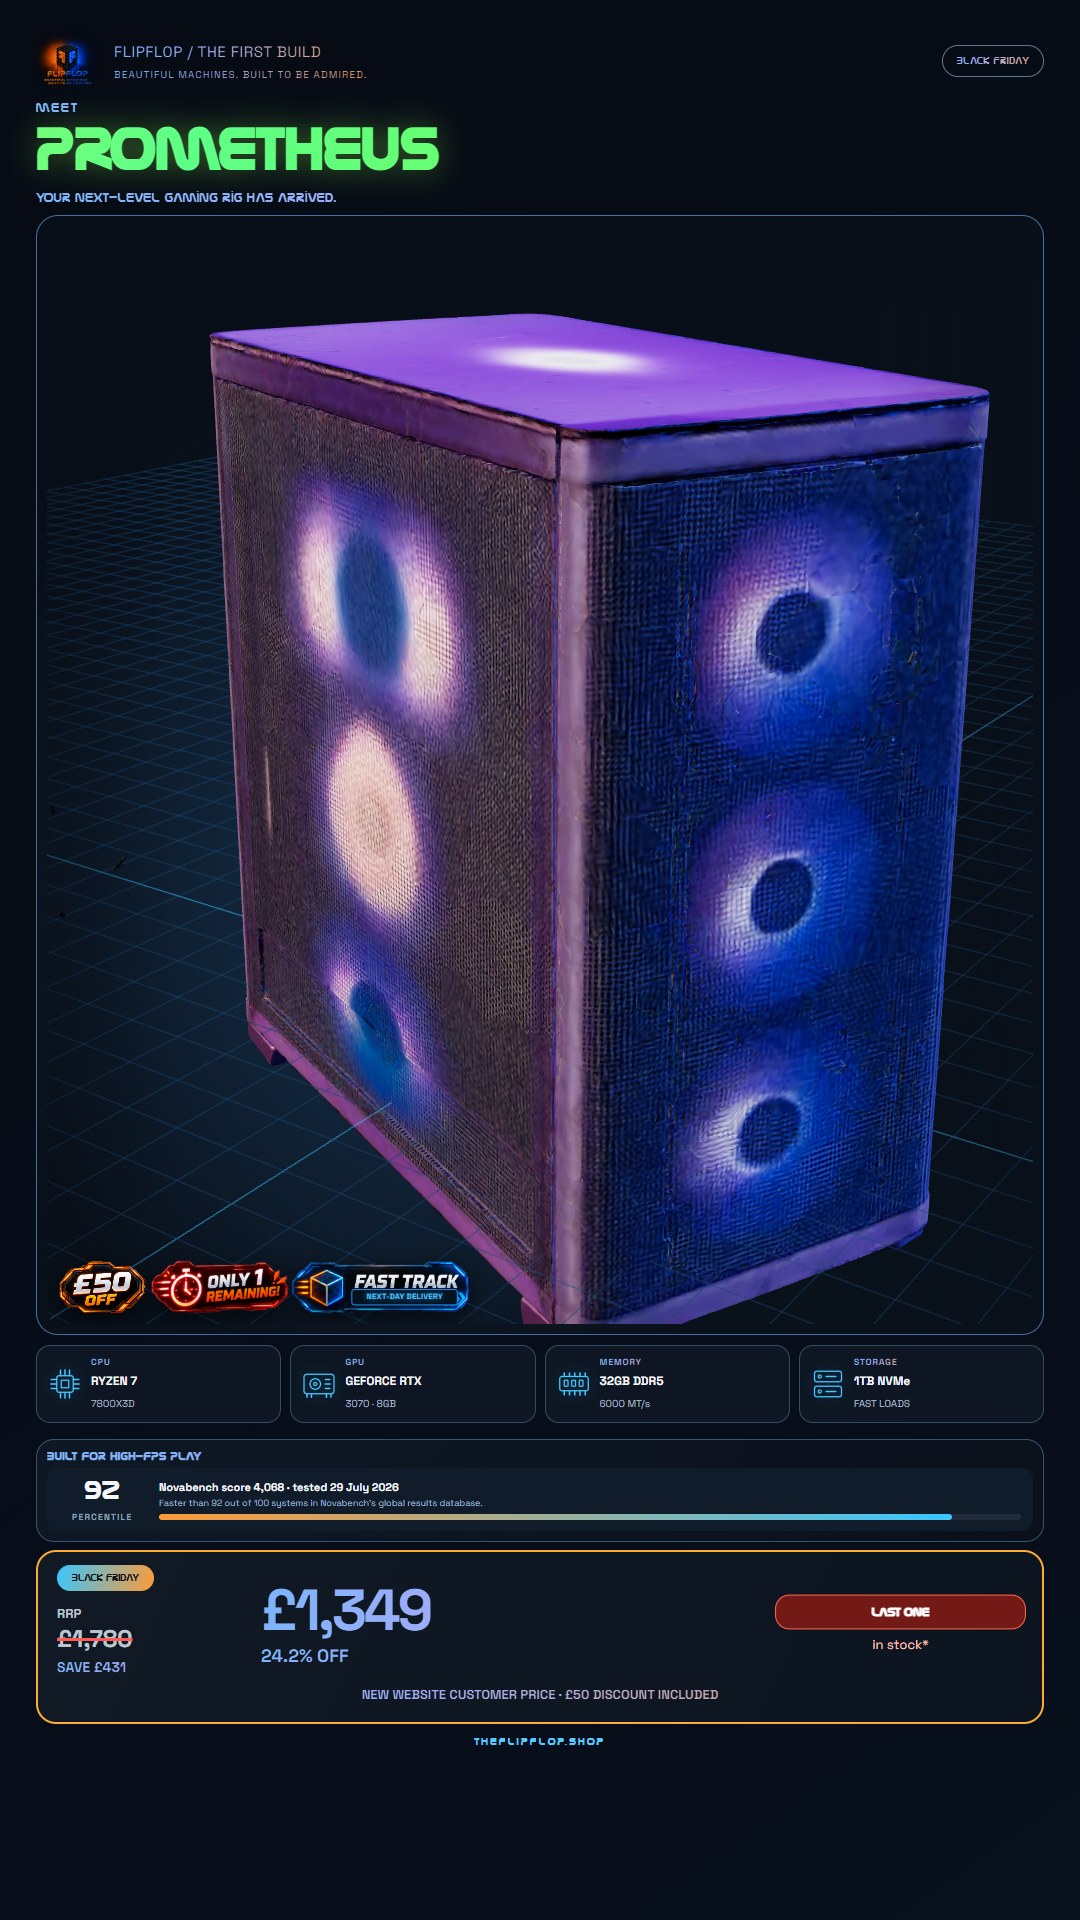 FLIPFLOP
FLIPFLOP / THE FIRST BUILD
BEAUTIFUL MACHINES. BUILT TO BE ADMIRED.
BLACK FRIDAY
MEET
PROMETHEUS
YOUR NEXT-LEVEL GAMING RIG HAS ARRIVED.
£50
OFF
ONLY 1
REMAINING!
FAST TRACK
NEXT-DAY DELIVERY
CPU
RYZEN 7
7800X3D
GPU
GEFORCE RTX
3070 · 8GB
MEMORY
32GB DDR5
6000 MT/s
STORAGE
1TB NVMe
FAST LOADS
BUILT FOR HIGH-FPS PLAY
92
PERCENTILE
Novabench score 4,068 · tested 29 July 2026
Faster than 92 out of 100 systems in Novabench's global results database.
BLACK FRIDAY
RRP
£1,780
SAVE £431
£1,349
24.2% OFF
LAST ONE
in stock*
NEW WEBSITE CUSTOMER PRICE · £50 DISCOUNT INCLUDED
THEFLIPFLOP.SHOP